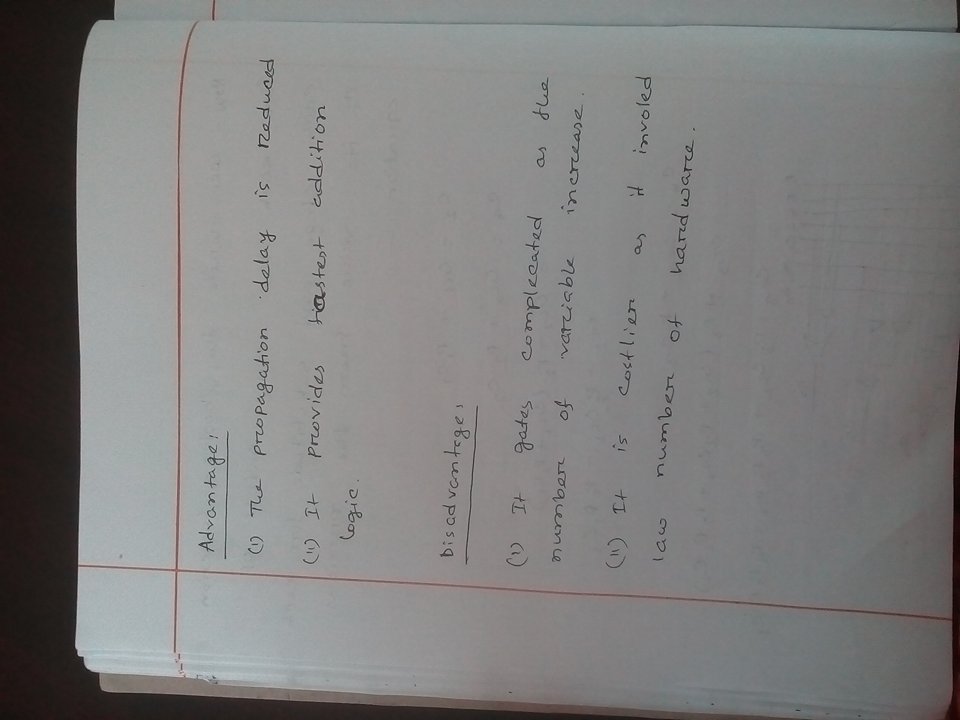 Advantage:
(i) The propagation delay is reduced
(ii) It provides fastest addition
logic.
Disadvantage:
(i) It gates complecated as the
number of variable increase.
(ii) It is costlier as it involed
law number of hardware.